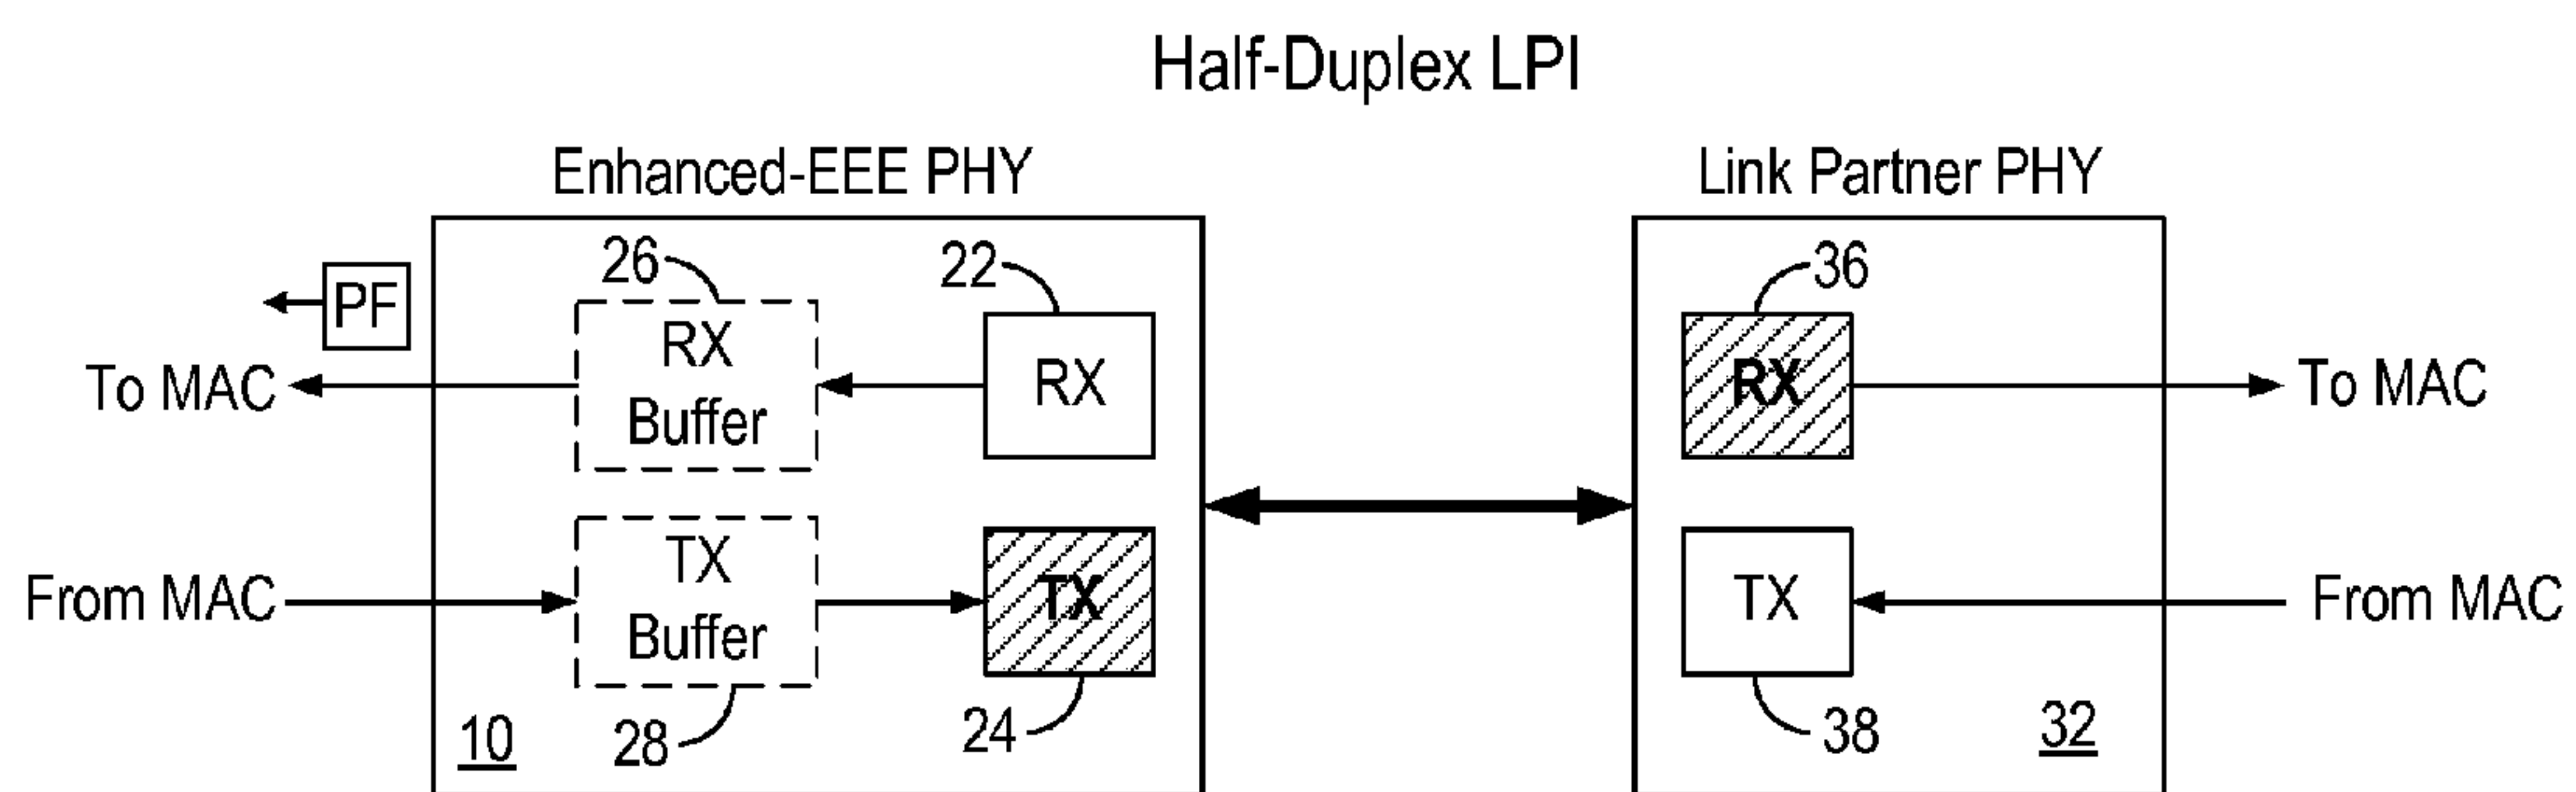 Half-Duplex LPI
Enhanced-EEE PHY
Link Partner PHY
26
22
36
PF
RX
Buffer
RX
RX
To MAC
To MAC
TX
Buffer
TX
TX
From MAC
From MAC
10
28
24
38
32